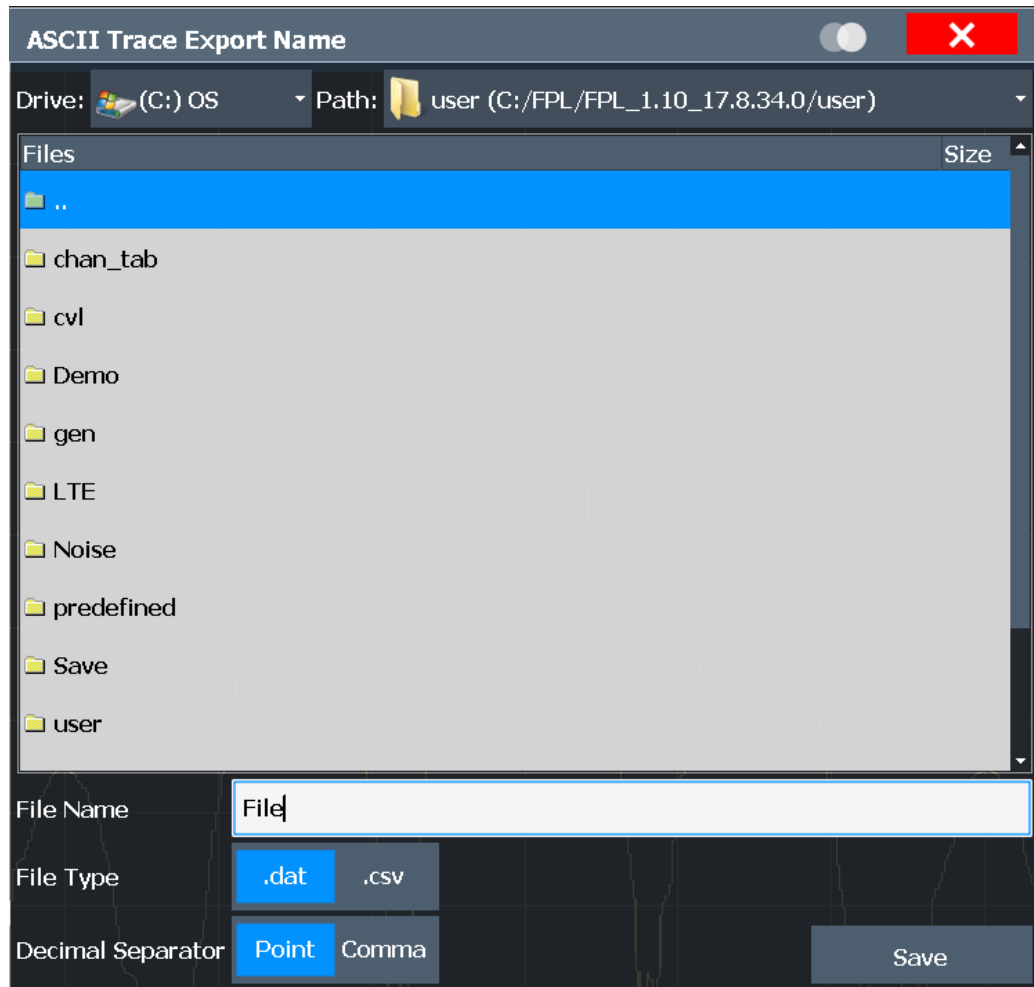 ASCII Trace Export Name
Drive: (C:) OS Path: user (C:/FPL/FPL_1.10_17.8.34.0/user)
Files Size
..
chan_tab
cvl
Demo
gen
LTE
Noise
predefined
Save
user
File Name File
File Type .dat .csv
Decimal Separator Point Comma Save